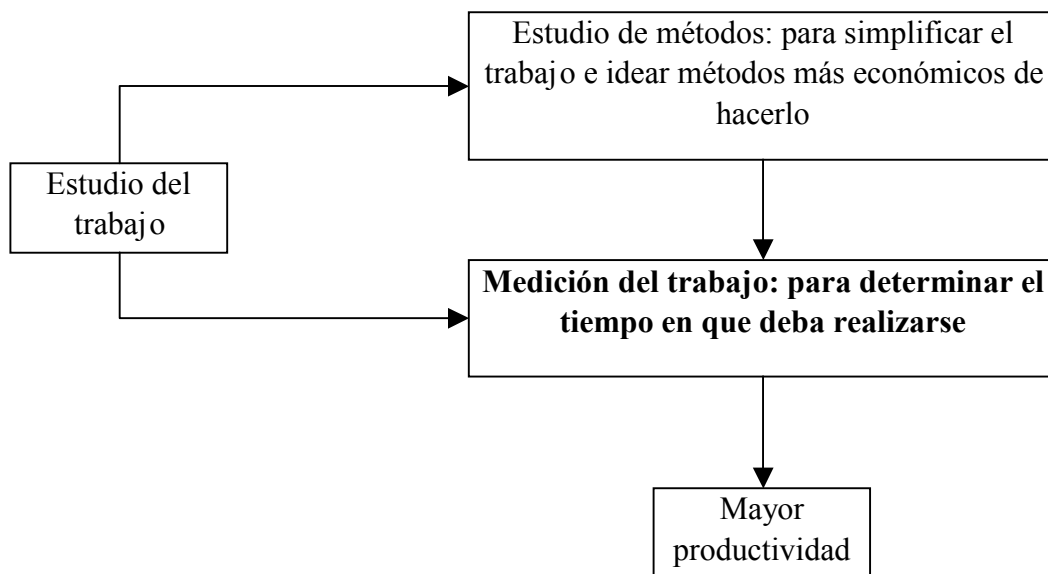 Estudio de métodos: para simplificar el
trabajo e idear métodos más económicos de
hacerlo
Estudio del
trabajo
Medición del trabajo: para determinar el
tiempo en que deba realizarse
Mayor
productividad